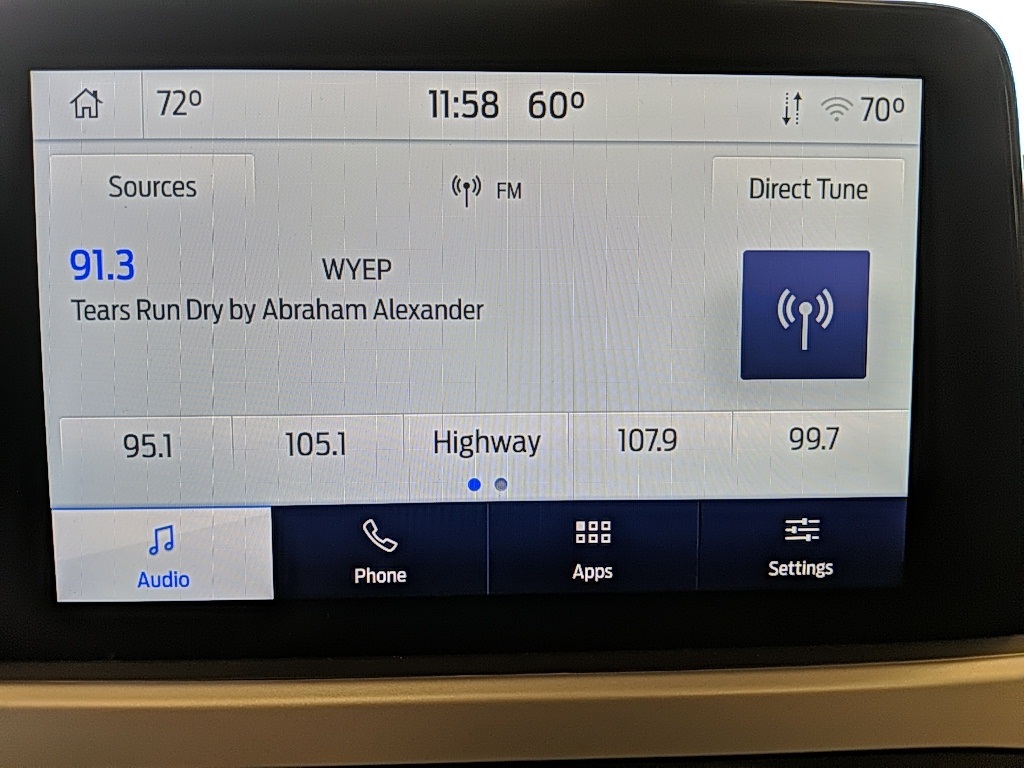 72° 11:58 60° 70°
Sources FM Direct Tune
91.3 WYEP
Tears Run Dry by Abraham Alexander
95.1 105.1 Highway 107.9 99.7
Audio Phone Apps Settings